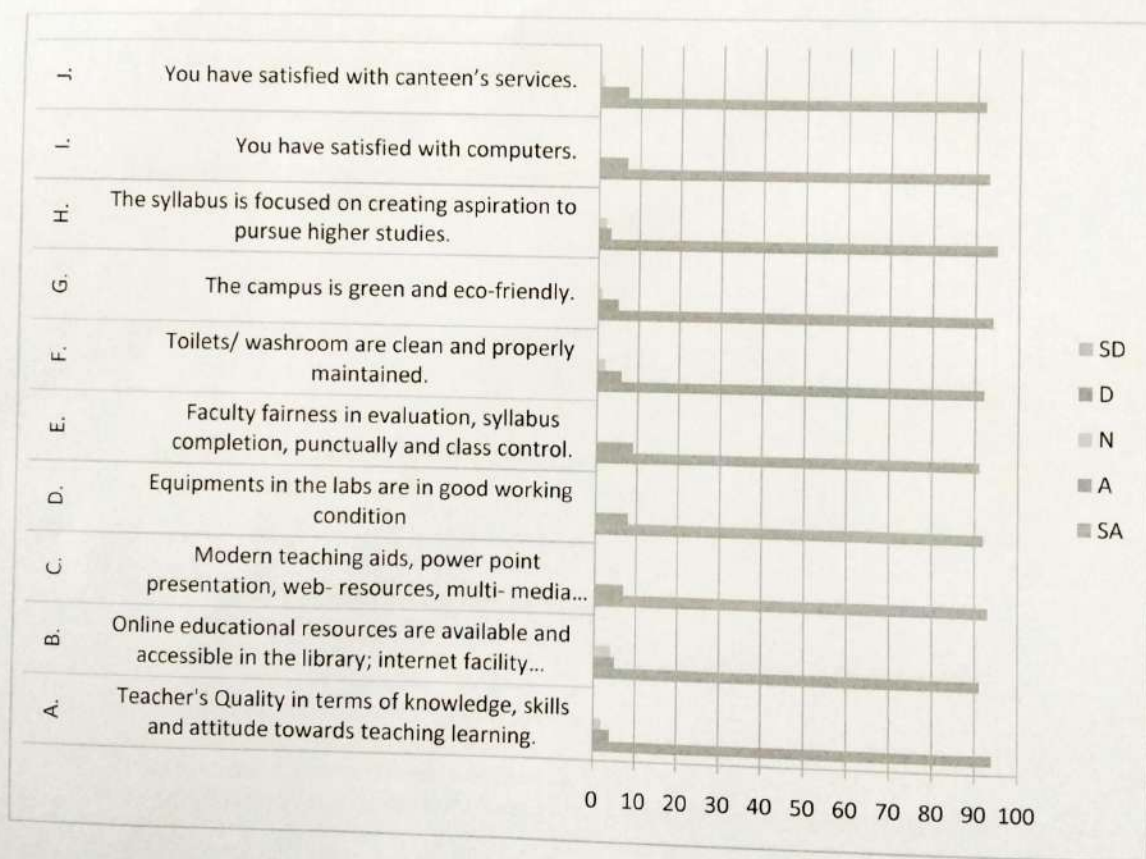 J. You have satisfied with canteen's services.
I. You have satisfied with computers.
H. The syllabus is focused on creating aspiration to
pursue higher studies.
G. The campus is green and eco-friendly.
F. Toilets/ washroom are clean and properly
maintained.
E. Faculty fairness in evaluation, syllabus
completion, punctually and class control.
D. Equipments in the labs are in good working
condition
C. Modern teaching aids, power point
presentation, web- resources, multi- media...
B. Online educational resources are available and
accessible in the library; internet facility...
A. Teacher's Quality in terms of knowledge, skills
and attitude towards teaching learning.
0 10 20 30 40 50 60 70 80 90 100
SD
D
N
A
SA